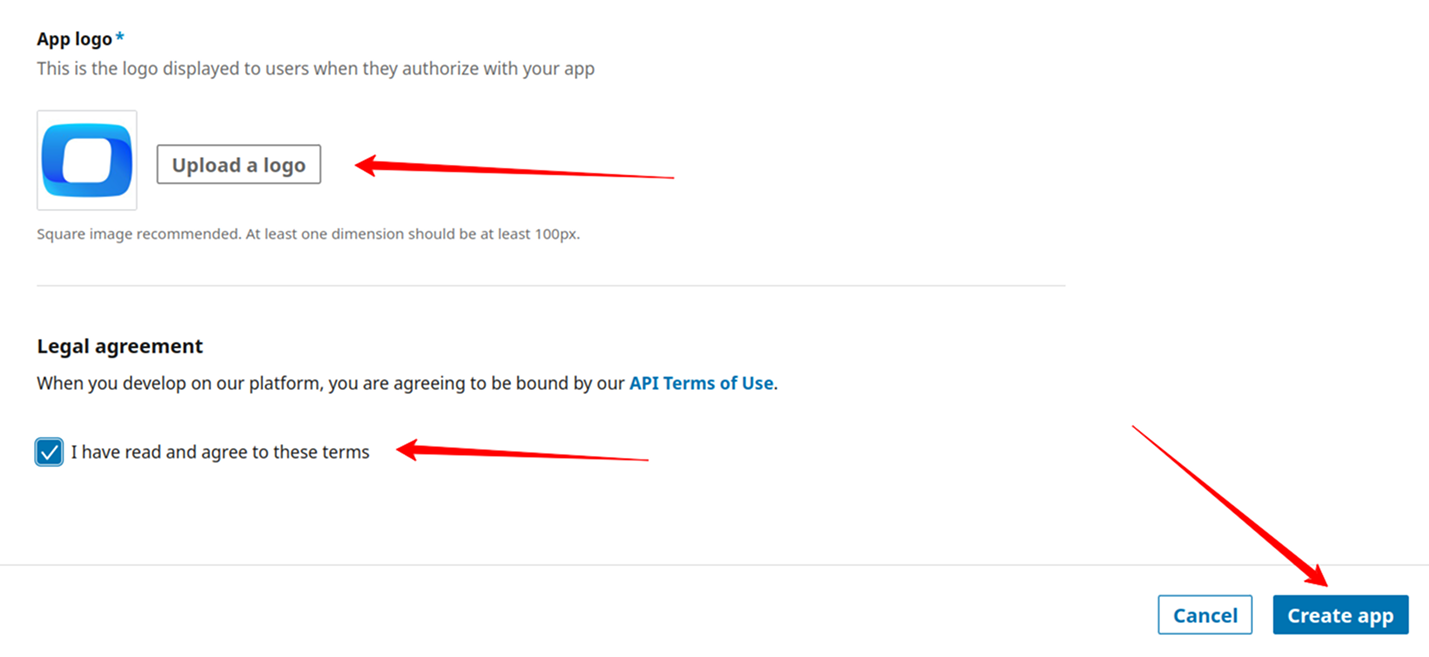 App logo*
This is the logo displayed to users when they authorize with your app
Upload a logo
Square image recommended. At least one dimension should be at least 100px.
Legal agreement
When you develop on our platform, you are agreeing to be bound by our API Terms of Use.
I have read and agree to these terms
Cancel
Create app